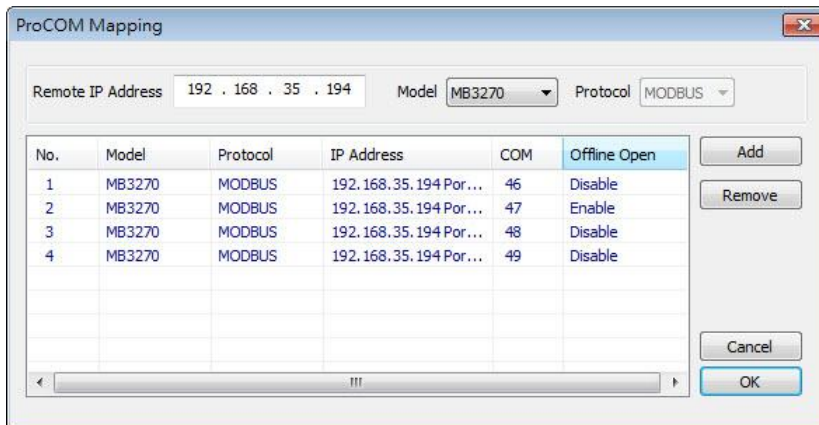 ProCOM Mapping
Remote IP Address 192 . 168 . 35 . 194 Model MB3270 Protocol MODBUS
No. Model Protocol IP Address COM Offline Open
1 MB3270 MODBUS 192.168.35.194 Por... 46 Disable
2 MB3270 MODBUS 192.168.35.194 Por... 47 Enable
3 MB3270 MODBUS 192.168.35.194 Por... 48 Disable
4 MB3270 MODBUS 192.168.35.194 Por... 49 Disable
Add
Remove
Cancel
OK